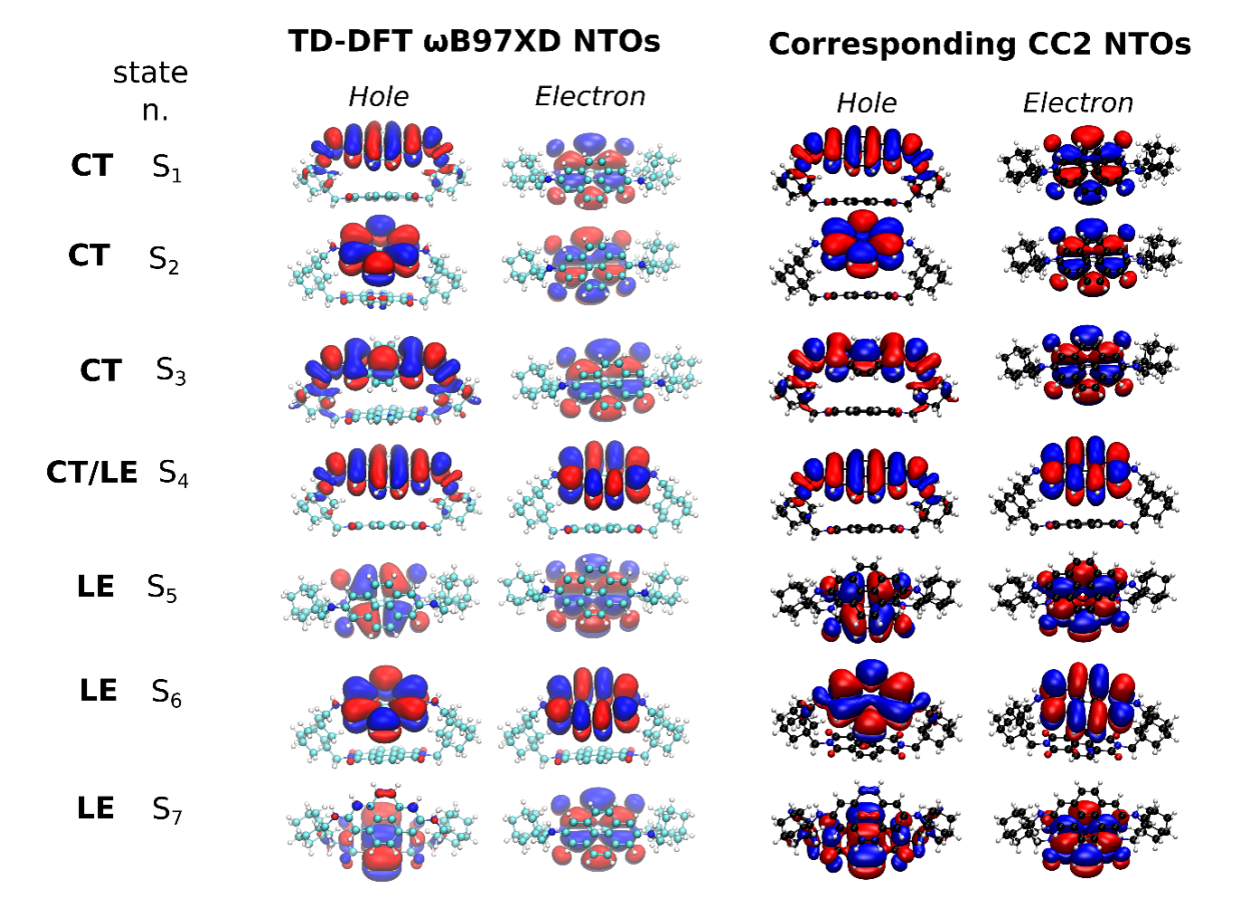 TD-DFT ωB97XD NTOs
Corresponding CC2 NTOs
state
n.
Hole
Electron
Hole
Electron
CT S1
CT S2
CT S3
CT/LE S4
LE S5
LE S6
LE S7